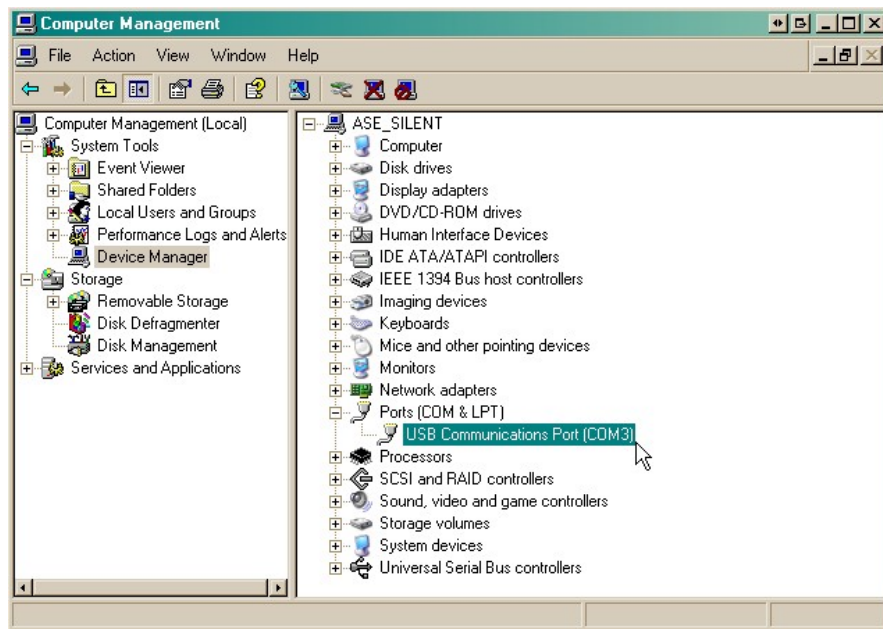 Computer Management
File Action View Window Help
Computer Management (Local)
System Tools
Event Viewer
Shared Folders
Local Users and Groups
Performance Logs and Alerts
Device Manager
Storage
Removable Storage
Disk Defragmenter
Disk Management
Services and Applications
ASE_SILENT
Computer
Disk drives
Display adapters
DVD/CD-ROM drives
Human Interface Devices
IDE ATA/ATAPI controllers
IEEE 1394 Bus host controllers
Imaging devices
Keyboards
Mice and other pointing devices
Monitors
Network adapters
Ports (COM & LPT)
USB Communications Port (COM3)
Processors
SCSI and RAID controllers
Sound, video and game controllers
Storage volumes
System devices
Universal Serial Bus controllers